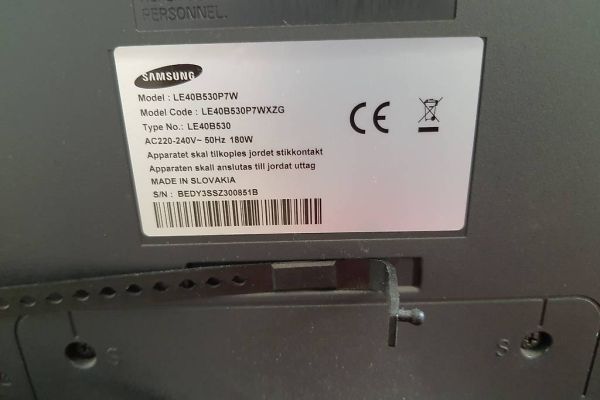 PERSONNEL.
SAMSUNG
Model : LE40B530P7W
Model Code : LE40B530P7WXZG
Type No.: LE40B530
AC220-240V~ 50Hz 180W
Apparatet skal tilkoples jordet stikkontakt
Apparaten skall anslutas till jordat uttag
MADE IN SLOVAKIA
S/N : BEDY3SSZ300851B
CE
S
S